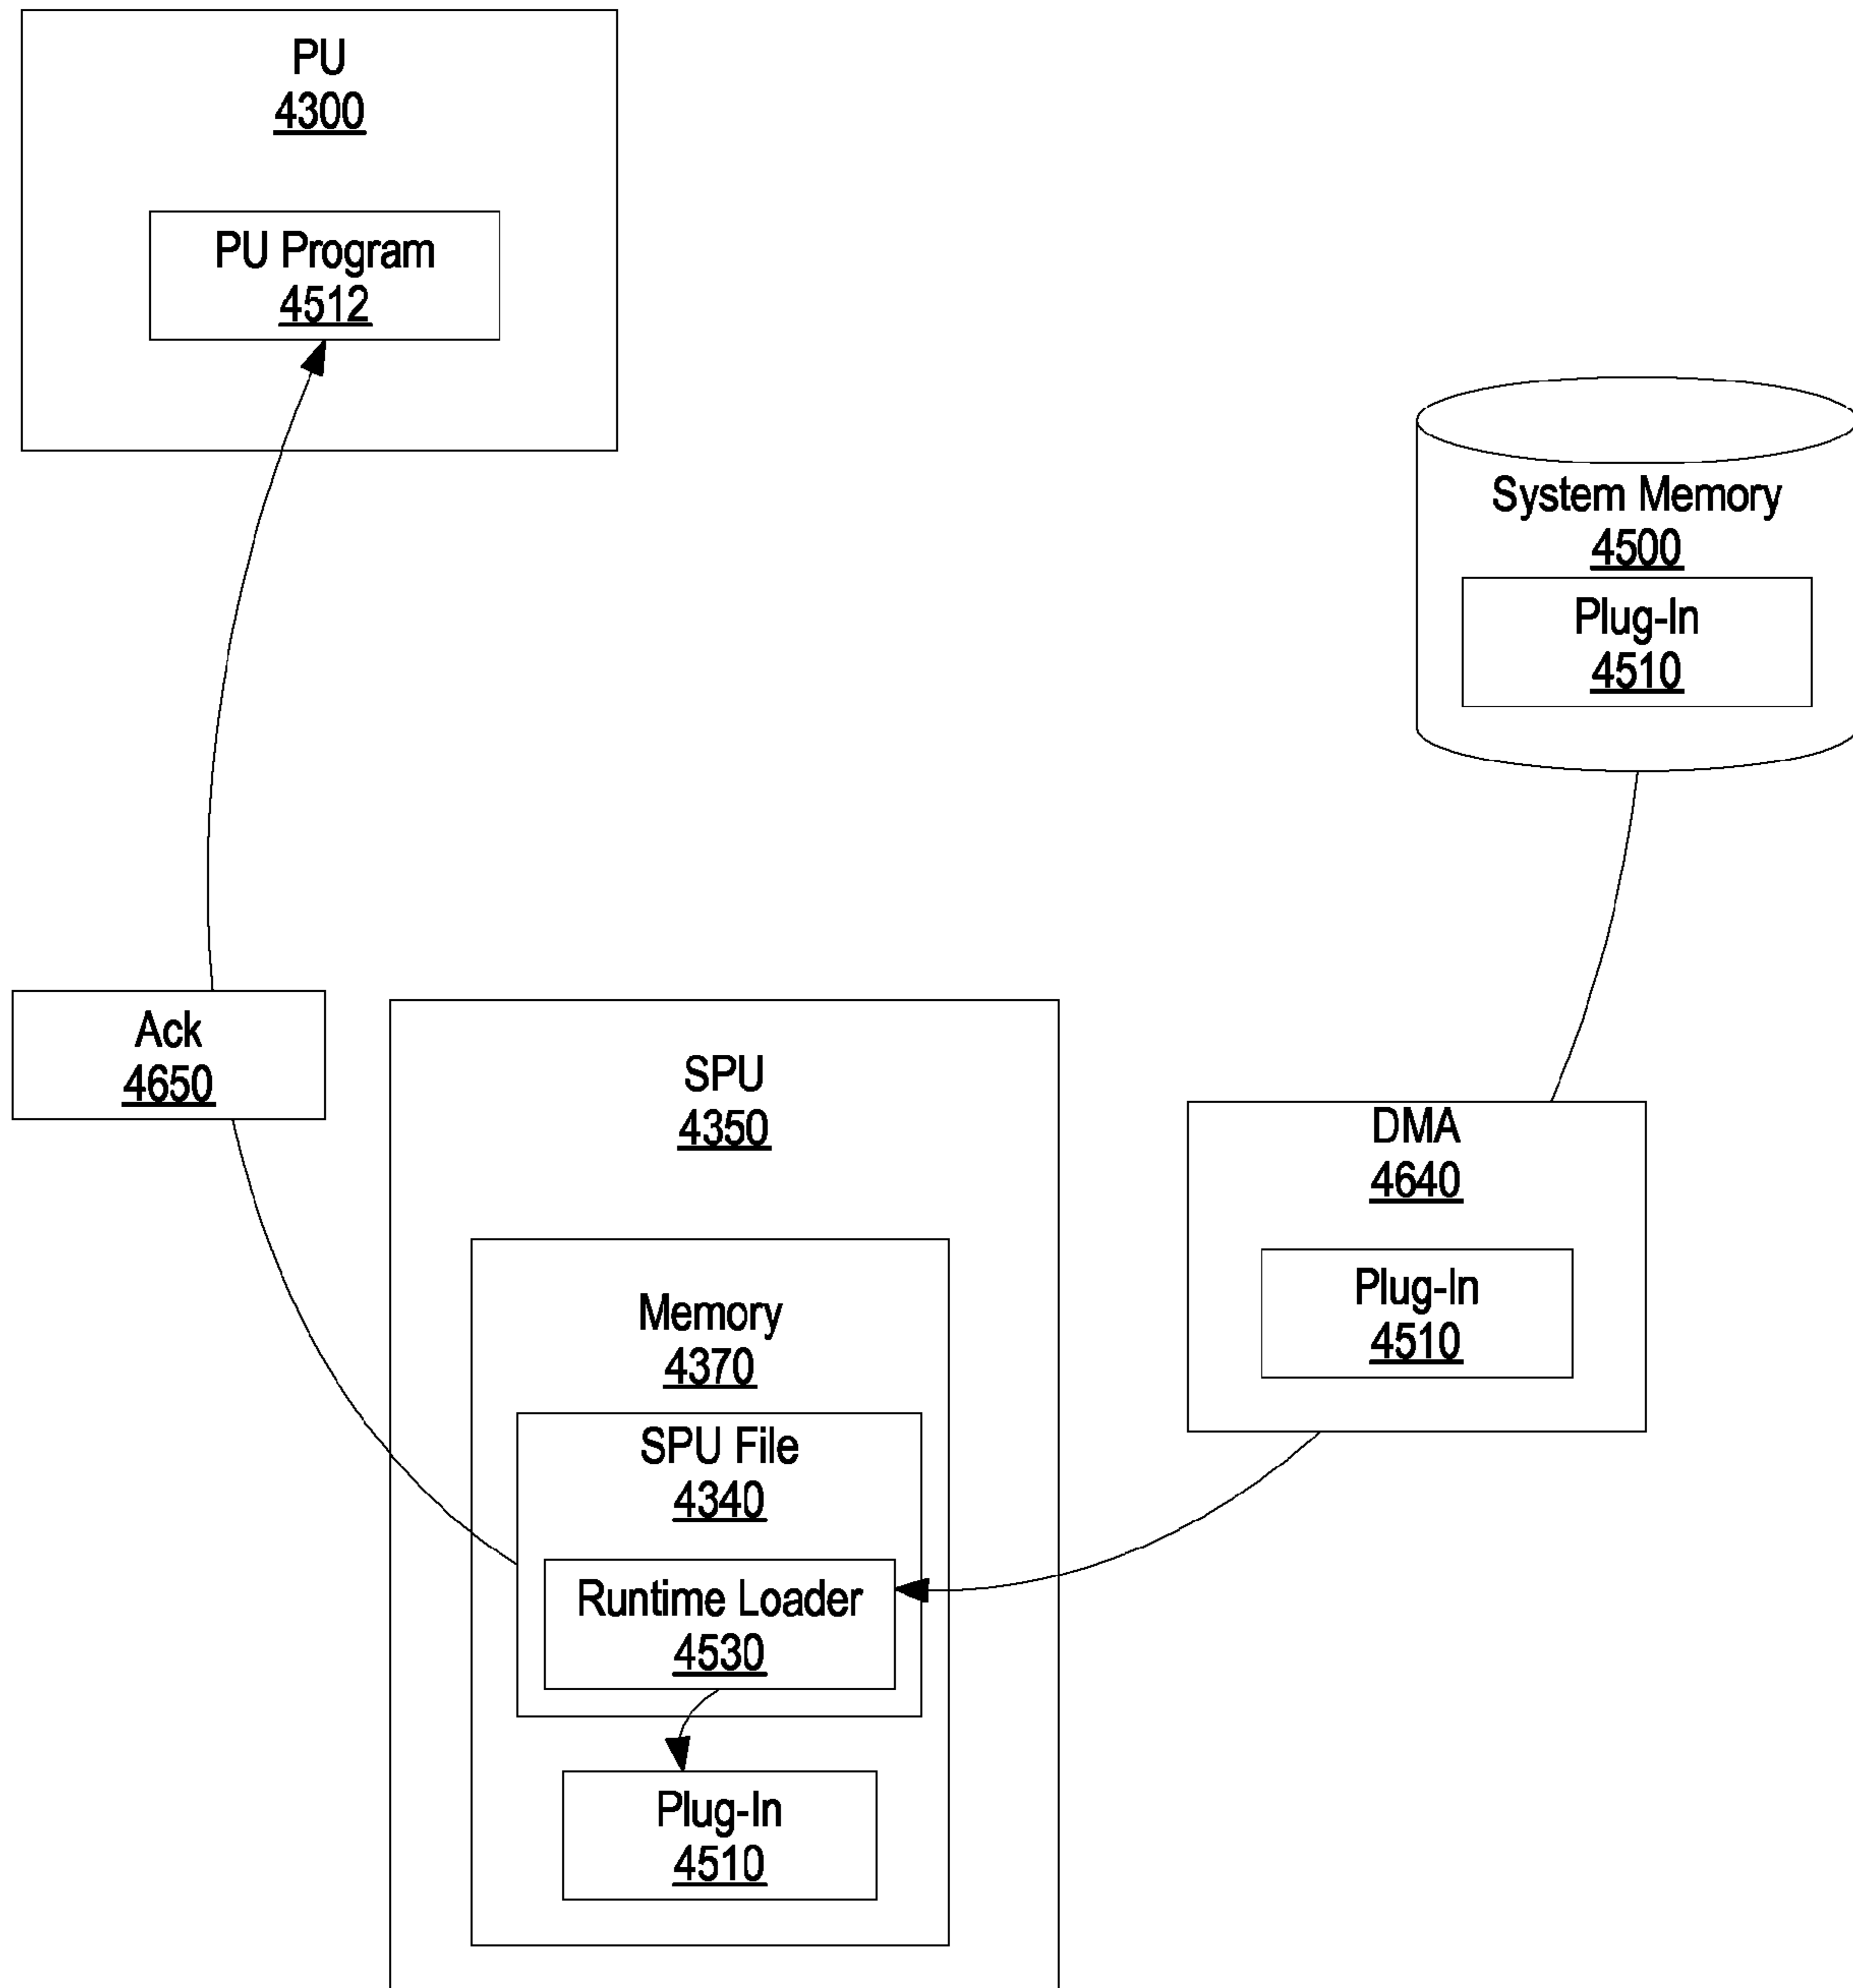 PU
4300
PU Program
4512
System Memory
4500
Plug-In
4510
Ack
4650
SPU
4350
Memory
4370
SPU File
4340
Runtime Loader
4530
Plug-In
4510
DMA
4640
Plug-In
4510